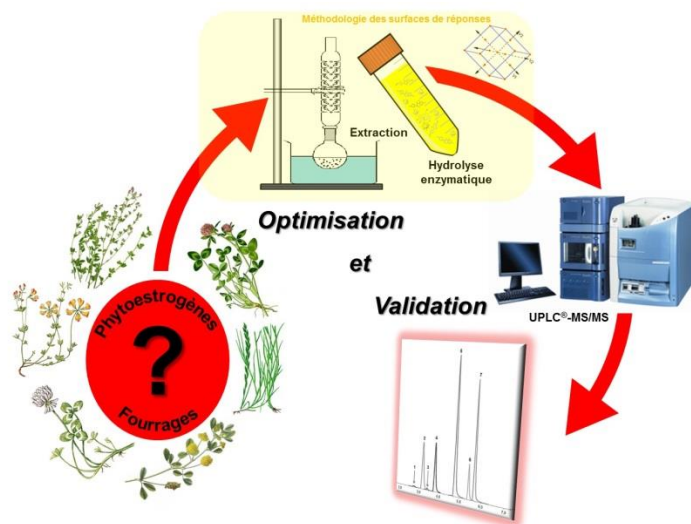 Méthodologie des surfaces de réponses
Extraction
Hydrolyse
enzymatique
Optimisation
et
Validation
Phytoestrogènes
?
Fourrages
UPLC®-MS/MS